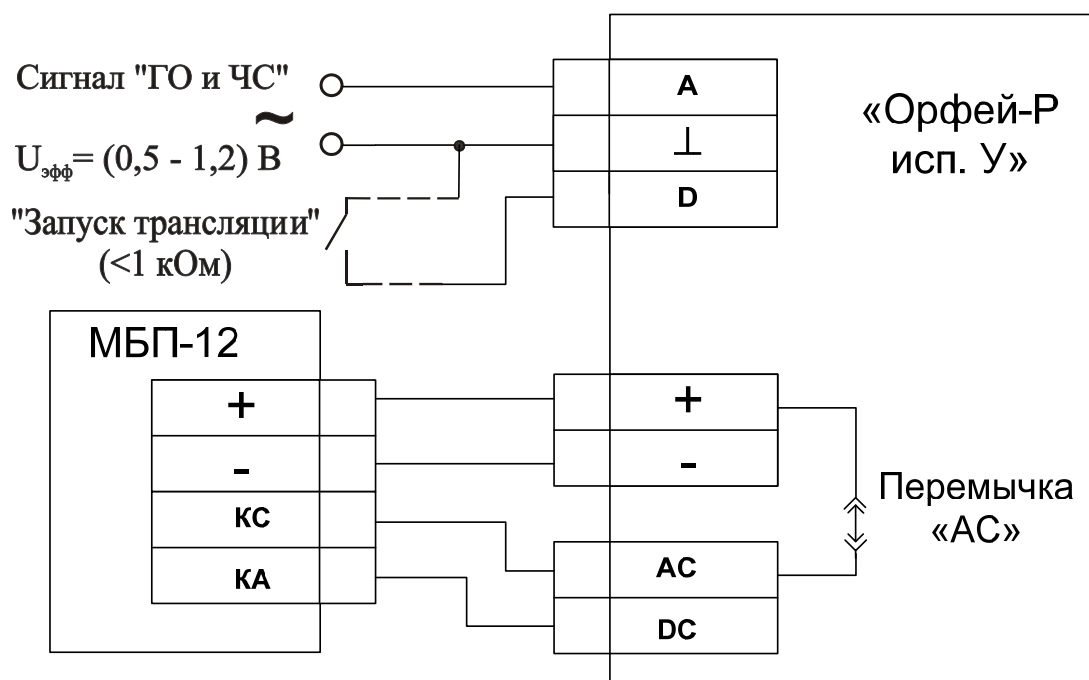 Сигнал "ГО и ЧС"
~
Uэфф= (0,5 - 1,2) В
"Запуск трансляции"
(<1 кОм)
A
⊥
D
«Орфей-Р
исп. У»
МБП-12
+
-
КС
КА
+
-
AC
DC
Перемычка
«АС»